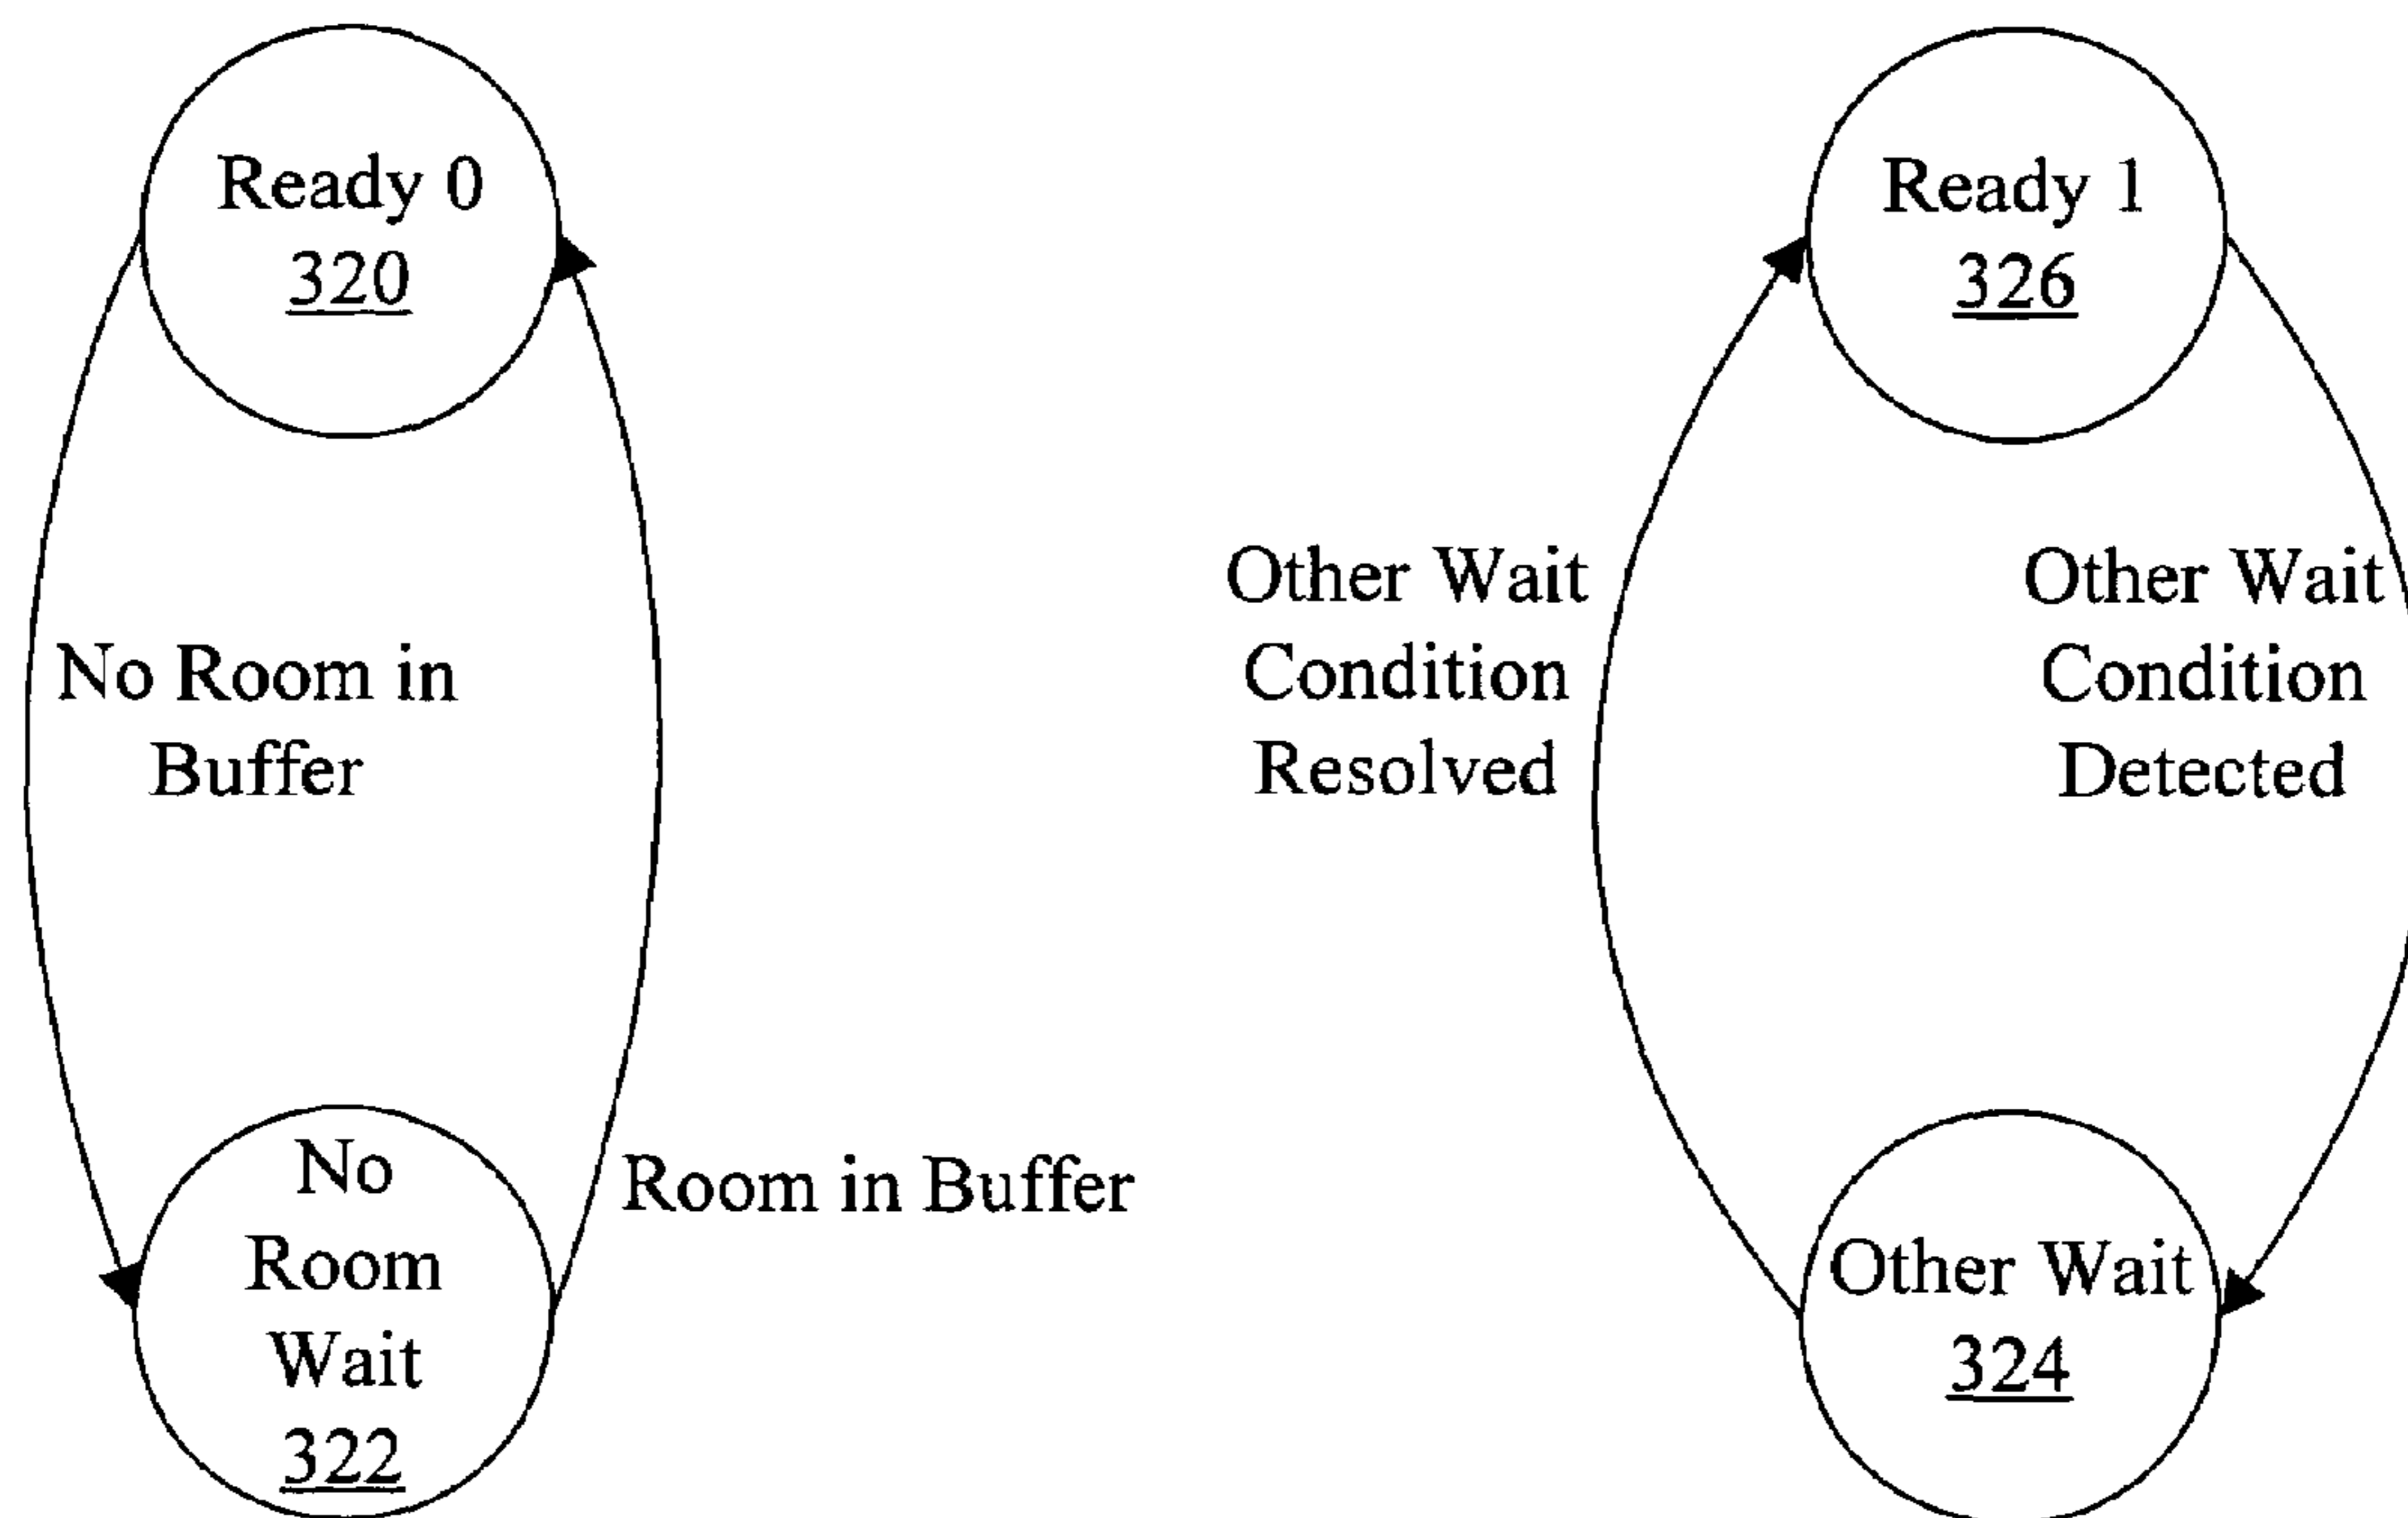 Ready 0
320
Ready 1
326
No Room in
Buffer
Other Wait
Condition
Resolved
Other Wait
Condition
Detected
No
Room
Wait
322
Room in Buffer
Other Wait
324